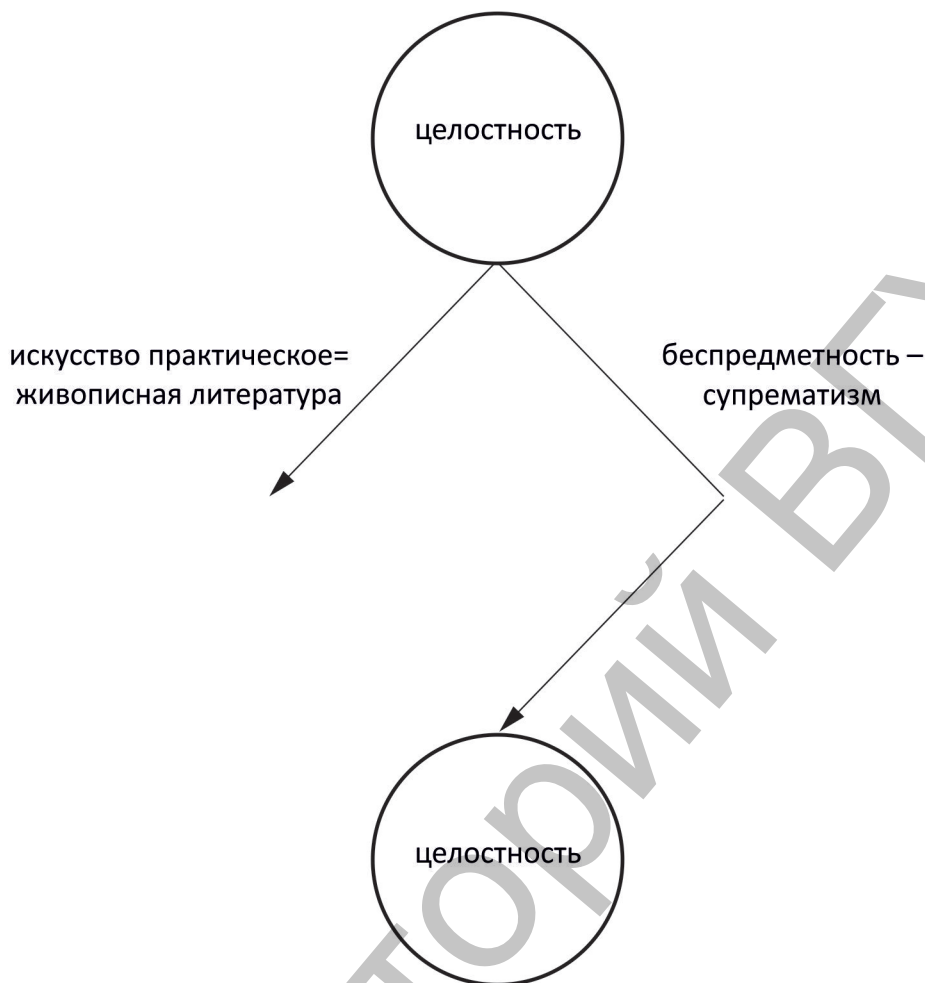 целостность
искусство практическое=
живописная литература
беспредметность –
супрематизм
целостность